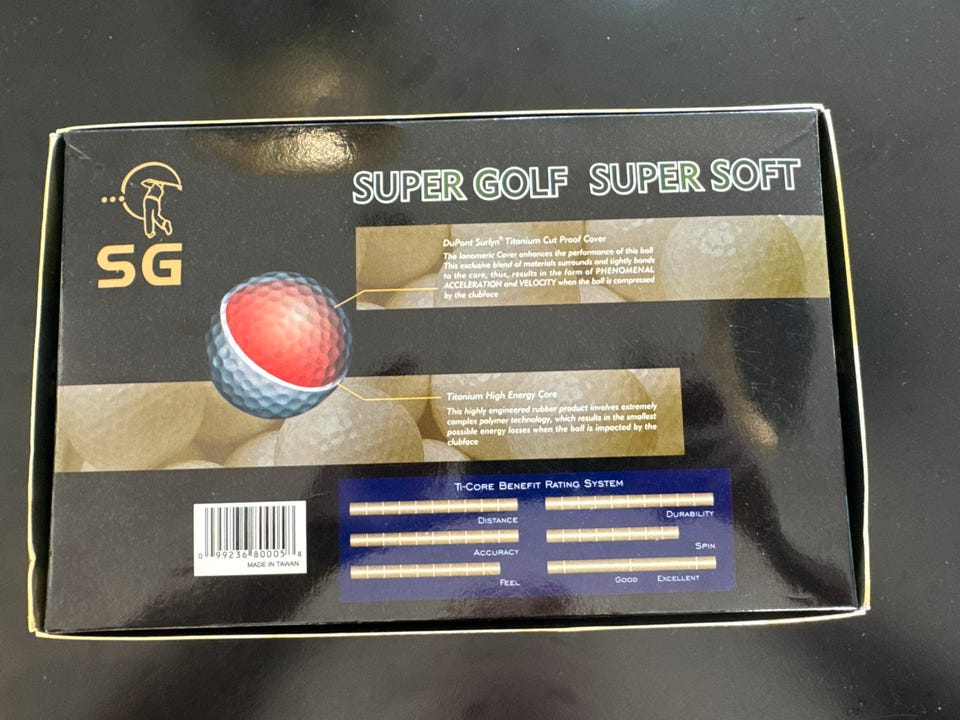 SG
SUPER GOLF SUPER SOFT
DuPont Surlyn® Titanium Cut Proof Cover
The Ionomeric Cover enhances the performance of this ball
This exclusive blend of materials surrounds and tightly bonds
to the core, thus, results in the form of PHENOMENAL
ACCELERATION and VELOCITY when the ball is compressed
by the clubface
Titanium High Energy Core
This highly engineered rubber product involves extremely
complex polymer technology, which results in the smallest
possible energy losses when the ball is impacted by the
clubface
Ti-Core Benefit Rating System
Distance
Durability
Accuracy
Spin
Feel
Good Excellent
0 99236 80005 8
MADE IN TAWAN